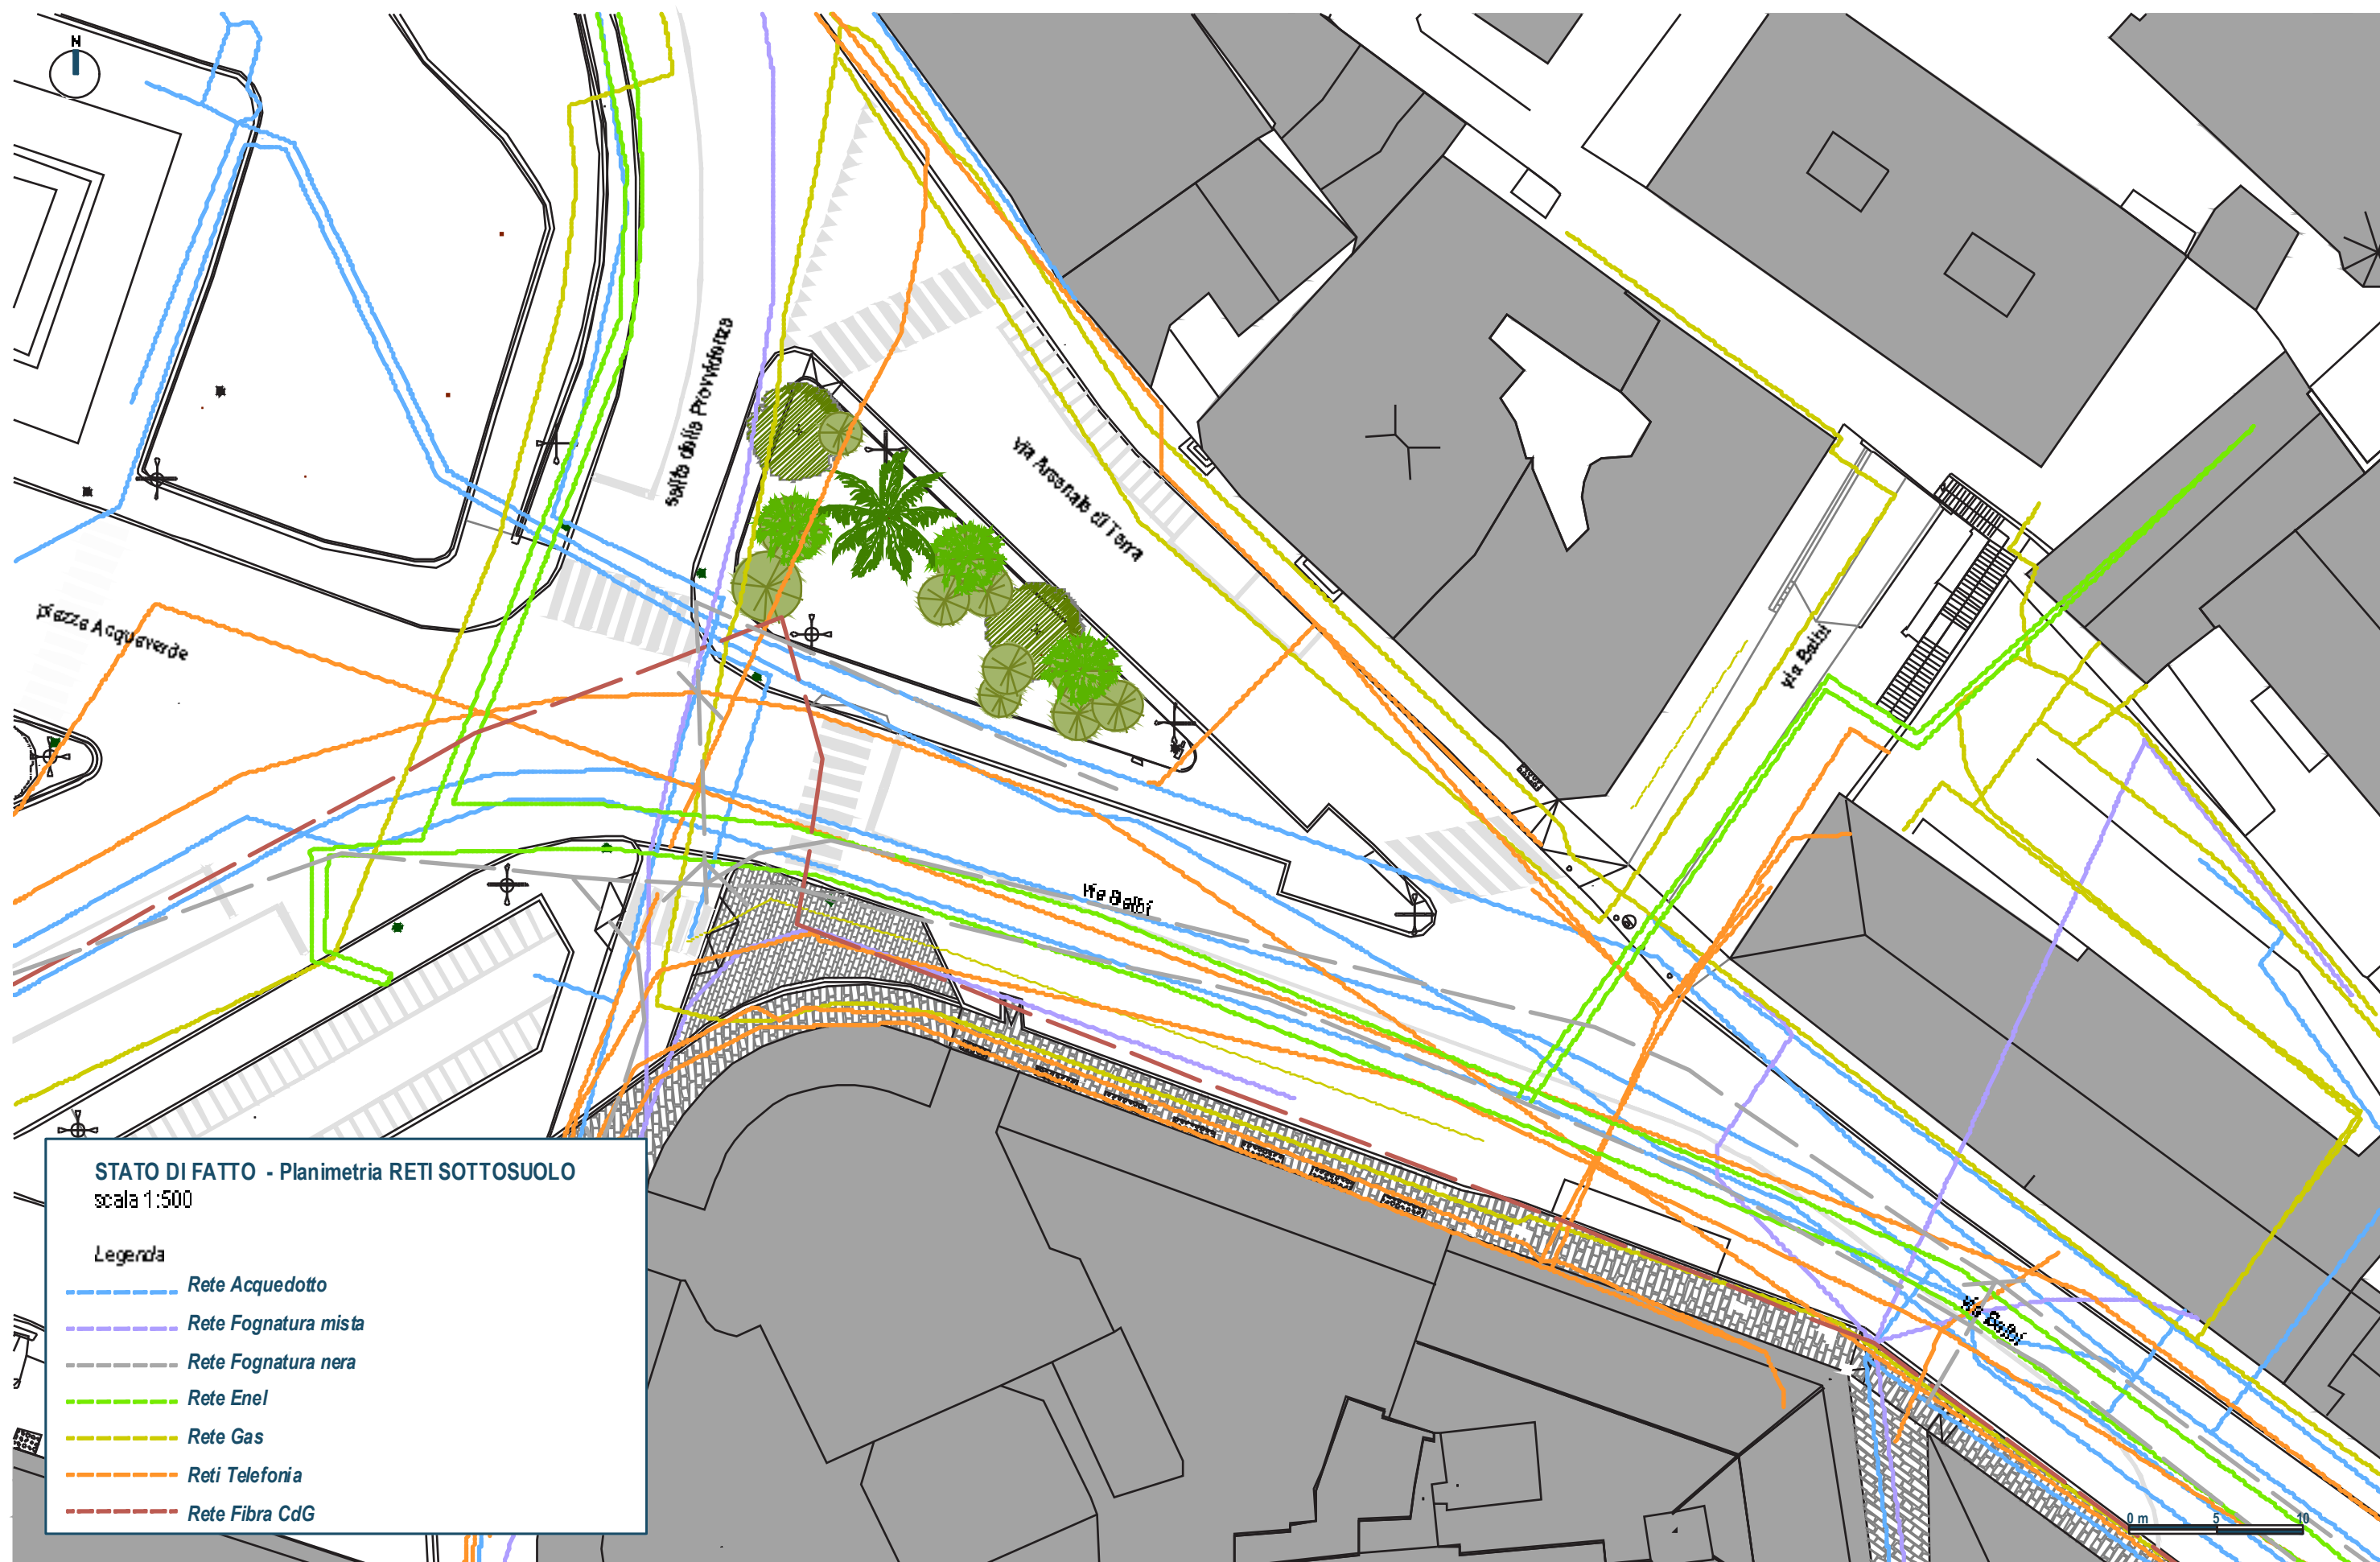 N
salita della Provvidenza
via Arsenale di Terra
piazza Acquaverde
via Balbi
via Balbi
via Balbi
STATO DI FATTO - Planimetria RETI SOTTOSUOLO
scala 1:500
Legenda
Rete Acquedotto
Rete Fognatura mista
Rete Fognatura nera
Rete Enel
Rete Gas
Reti Telefonia
Rete Fibra CdG
0 m 5 10